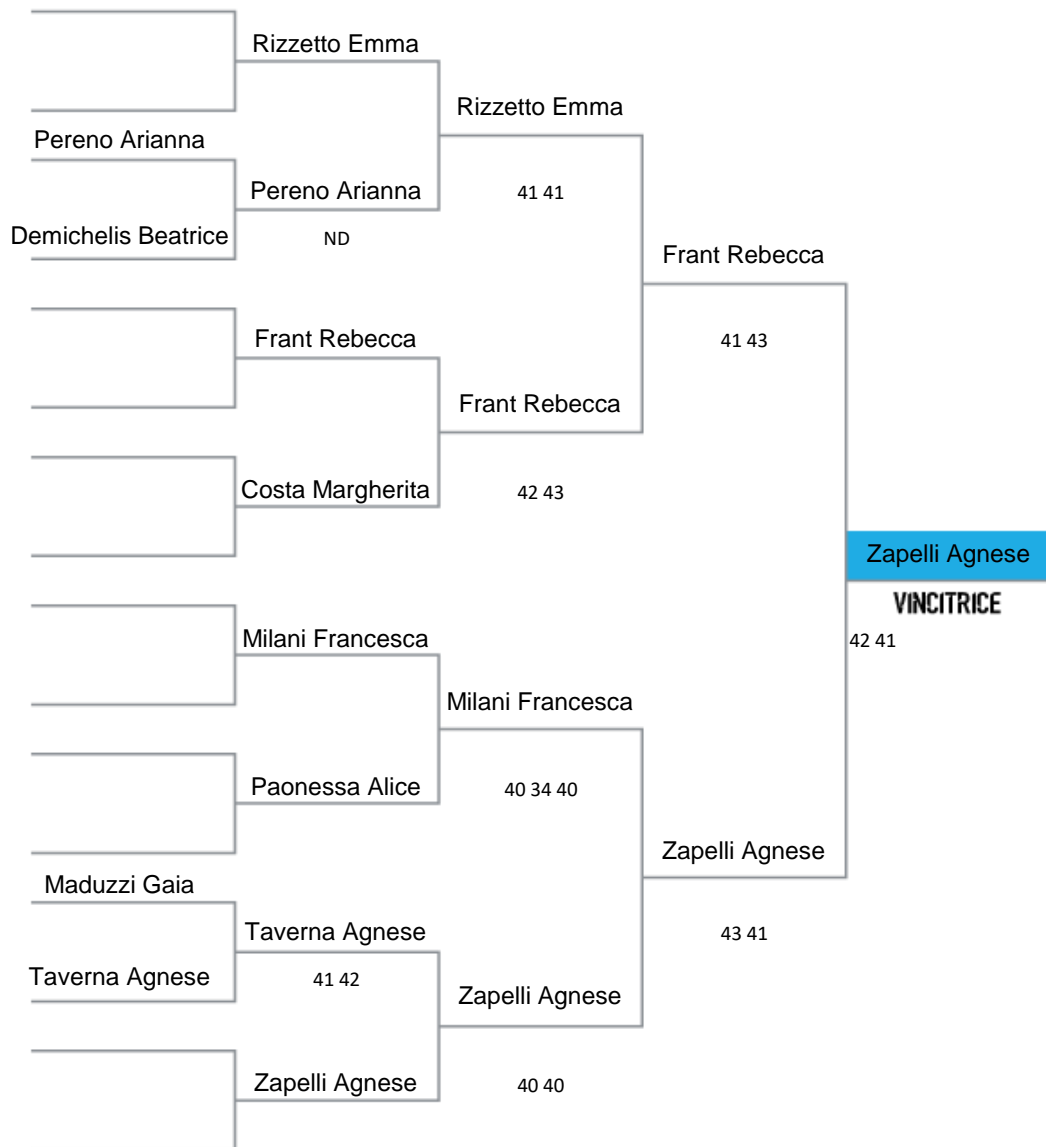 Rizzetto Emma
Rizzetto Emma
Pereno Arianna
Pereno Arianna
41 41
Demichelis Beatrice
ND
Frant Rebecca
Frant Rebecca
41 43
Frant Rebecca
Costa Margherita
42 43
Zapelli Agnese
VINCITRICE
Milani Francesca
42 41
Milani Francesca
Paonessa Alice
40 34 40
Zapelli Agnese
Maduzzi Gaia
Taverna Agnese
43 41
Taverna Agnese
41 42
Zapelli Agnese
Zapelli Agnese
40 40